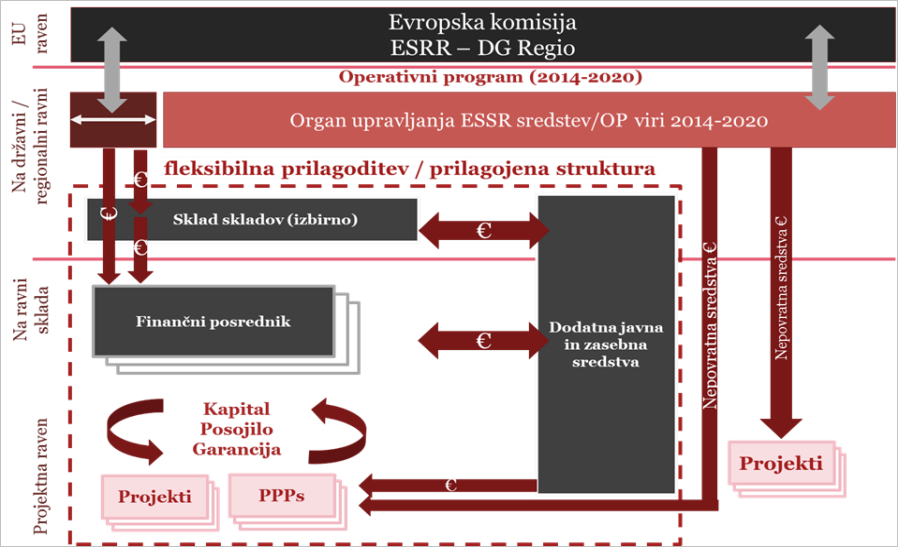 EU
raven
Evropska komisija
ESRR – DG Regio
Operativni program (2014-2020)
Na državni /
regionalni ravni
Organ upravljanja ESSR sredstev/OP viri 2014-2020
fleksibilna prilagoditev / prilagojena struktura
€
€
€
Sklad skladov (izbirno)
€
Nepovratna sredstva €
Nepovratna sredstva €
Na ravni
sklada
Finančni posrednik
€
Dodatna javna
in zasebna
sredstva
Projektna raven
Kapital
Posojilo
Garancija
Projekti
Projekti
PPPs
€